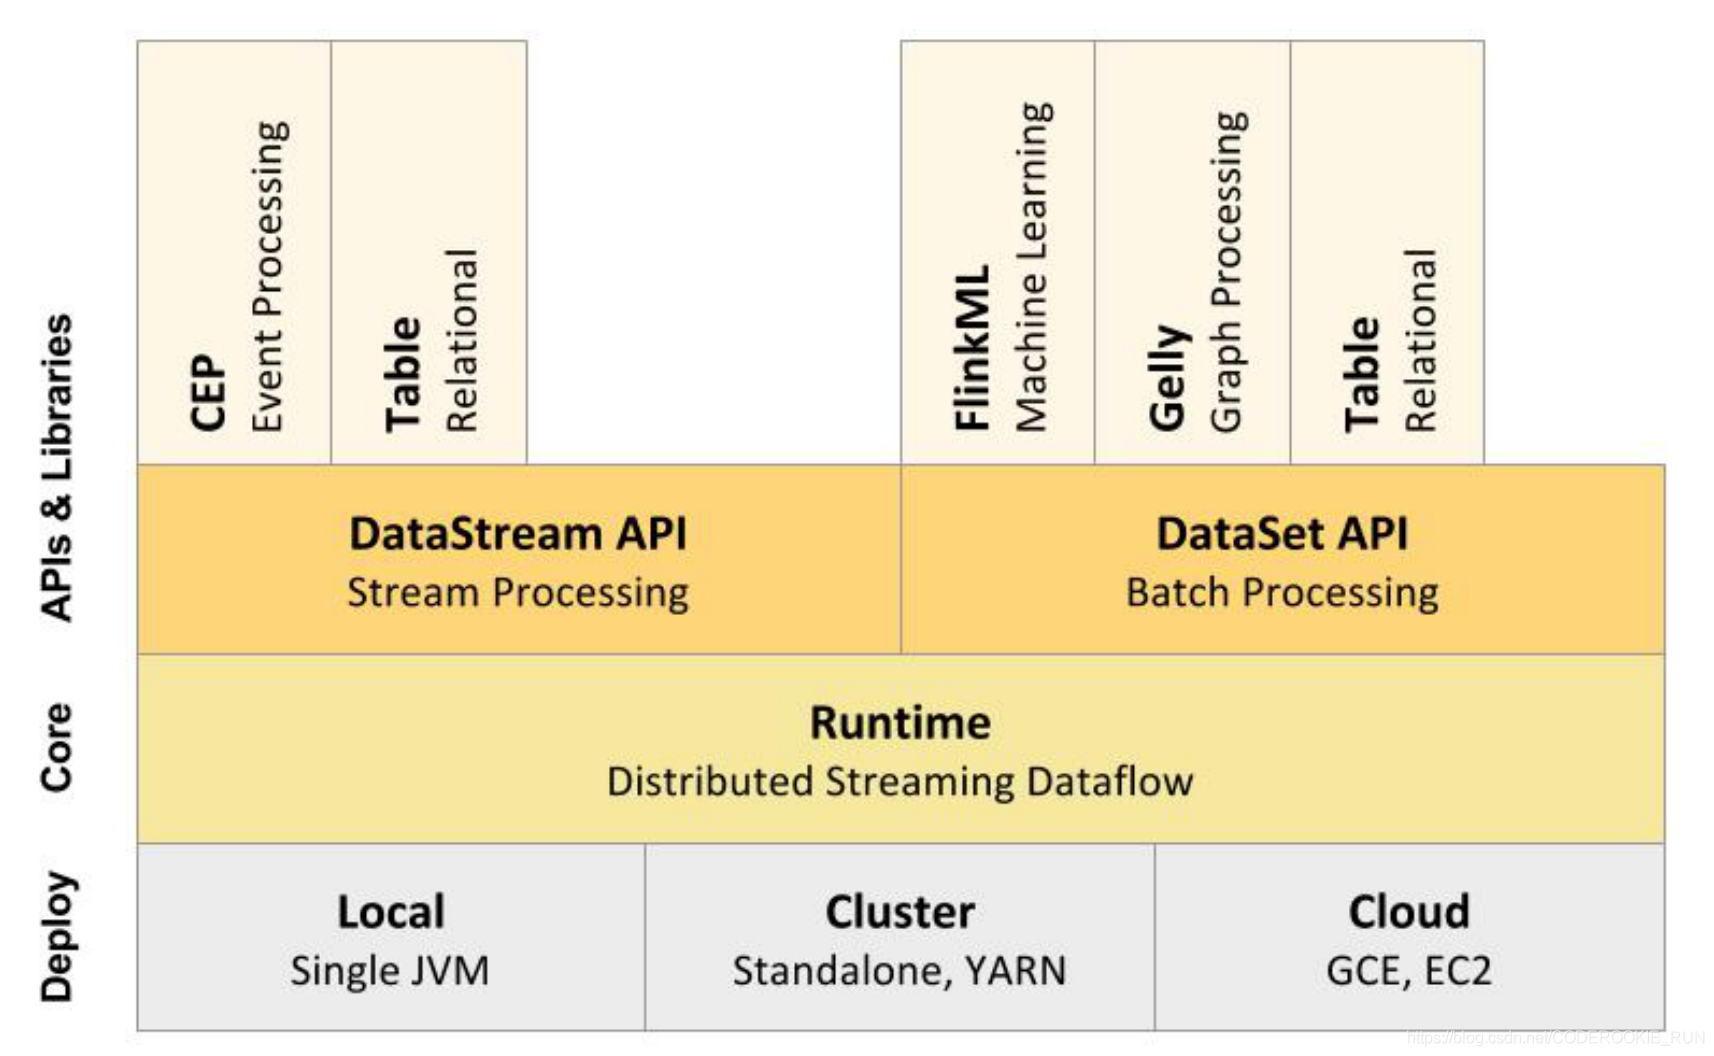 APIs & Libraries
CEP
Event Processing
Table
Relational
FlinkML
Machine Learning
Gelly
Graph Processing
Table
Relational
DataStream API
Stream Processing
DataSet API
Batch Processing
Core
Runtime
Distributed Streaming Dataflow
Deploy
Local
Single JVM
Cluster
Standalone, YARN
Cloud
GCE, EC2
https://blog.csdn.net/CODEROOKIE_RUN